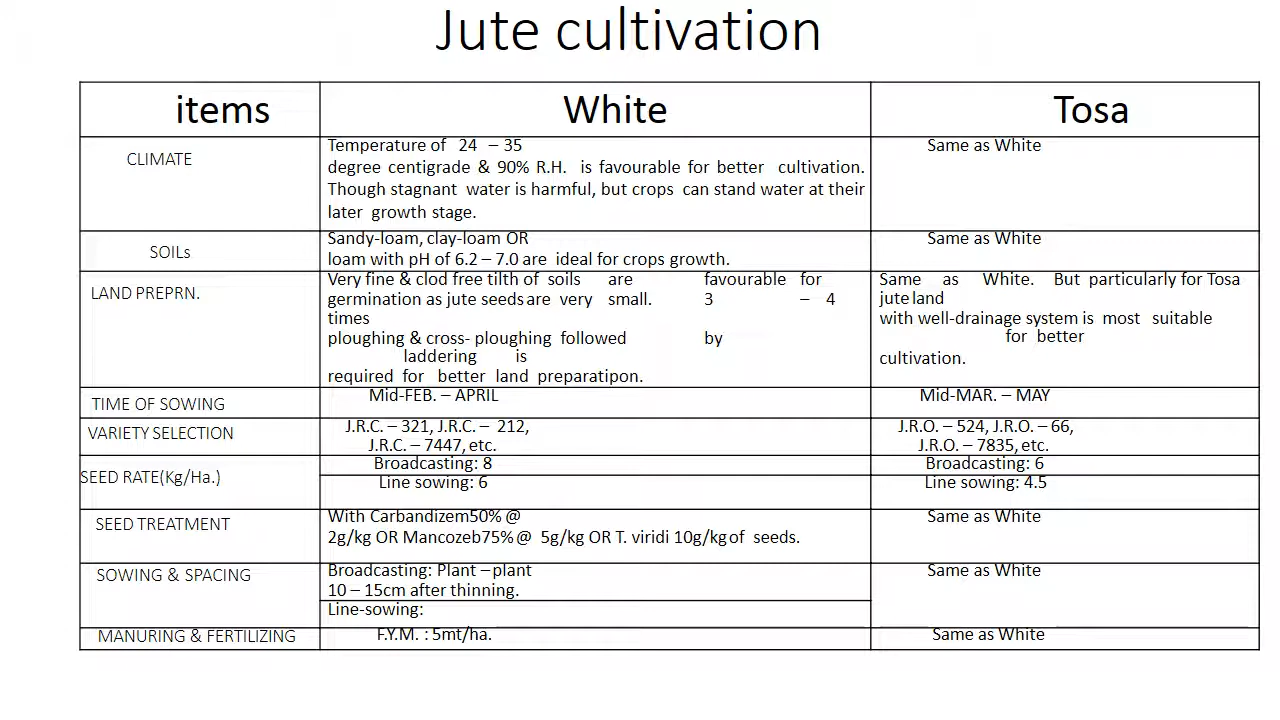 Jute cultivation
items White Tosa
CLIMATE
Temperature of 24 – 35
degree centigrade & 90% R.H. is favourable for better cultivation.
Though stagnant water is harmful, but crops can stand water at their
later growth stage.
Same as White
SOILs
Sandy-loam, clay-loam OR
loam with pH of 6.2 – 7.0 are ideal for crops growth.
Same as White
LAND PREPRN.
Very fine & clod free tilth of soils are favourable for
germination as jute seeds are very small. 3 – 4
times
ploughing & cross- ploughing followed by
laddering is
required for better land preparatipon.
Same as White. But particularly for Tosa
jute land
with well-drainage system is most suitable
for better
cultivation.
TIME OF SOWING
Mid-FEB. – APRIL
Mid-MAR. – MAY
VARIETY SELECTION
J.R.C. – 321, J.R.C. – 212,
J.R.C. – 7447, etc.
J.R.O. – 524, J.R.O. – 66,
J.R.O. – 7835, etc.
SEED RATE(Kg/Ha.)
Broadcasting: 8
Line sowing: 6
Broadcasting: 6
Line sowing: 4.5
SEED TREATMENT
With Carbandizem50% @
2g/kg OR Mancozeb75% @ 5g/kg OR T. viridi 10g/kg of seeds.
Same as White
SOWING & SPACING
Broadcasting: Plant – plant
10 – 15cm after thinning.
Line-sowing:
Same as White
MANURING & FERTILIZING
F.Y.M. : 5mt/ha.
Same as White